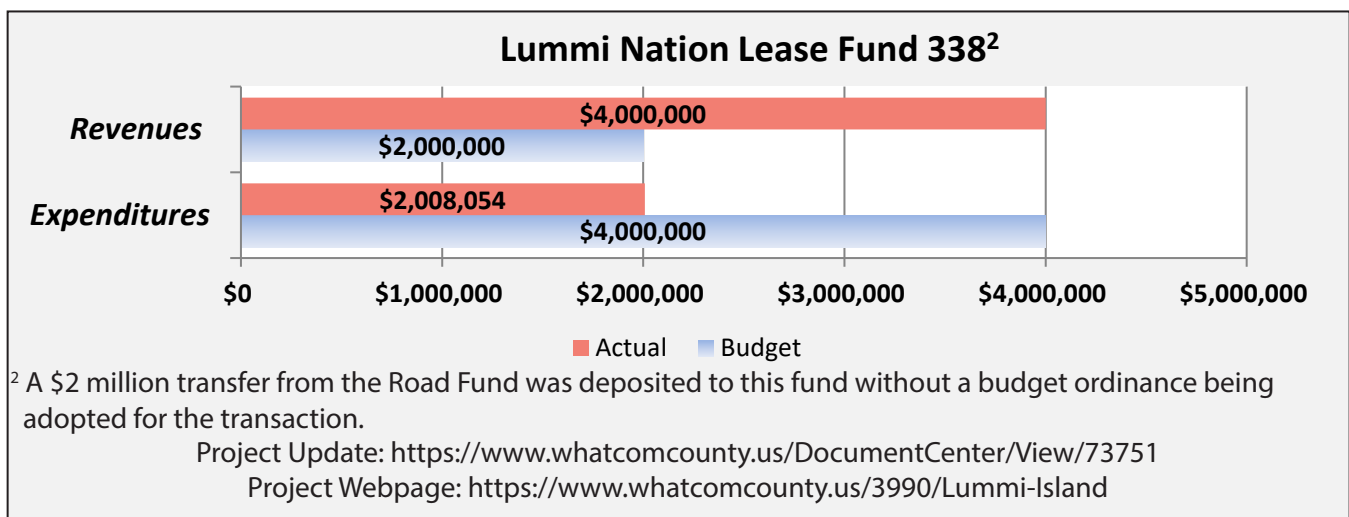 Lummi Nation Lease Fund 338²
Revenues
$4,000,000
$2,000,000
Expenditures
$2,008,054
$4,000,000
$0 $1,000,000 $2,000,000 $3,000,000 $4,000,000 $5,000,000
Actual Budget
² A $2 million transfer from the Road Fund was deposited to this fund without a budget ordinance being
adopted for the transaction.
Project Update: https://www.whatcomcounty.us/DocumentCenter/View/73751
Project Webpage: https://www.whatcomcounty.us/3990/Lummi-Island